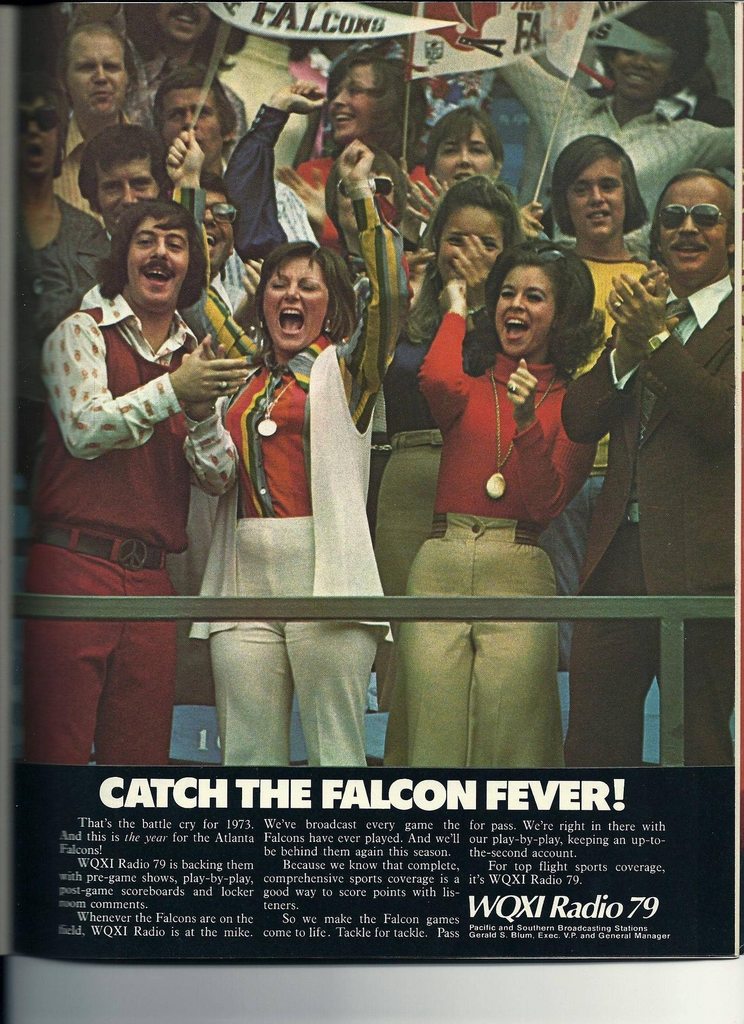 FALCONS
FA
S
1
CATCH THE FALCON FEVER!
That's the battle cry for 1973.
And this is the year for the Atlanta
Falcons!
WQXI Radio 79 is backing them
with pre-game shows, play-by-play,
post-game scoreboards and locker
room comments.
Whenever the Falcons are on the
field, WQXI Radio is at the mike.
We've broadcast every game the
Falcons have ever played. And we'll
be behind them again this season.
Because we know that complete,
comprehensive sports coverage is a
good way to score points with lis-
teners.
So we make the Falcon games
come to life. Tackle for tackle. Pass
for pass. We're right in there with
our play-by-play, keeping an up-to-
the-second account.
For top flight sports coverage,
it's WQXI Radio 79.
WQXI Radio 79
Pacific and Southern Broadcasting Stations
Gerald S. Blum, Exec. V.P. and General Manager